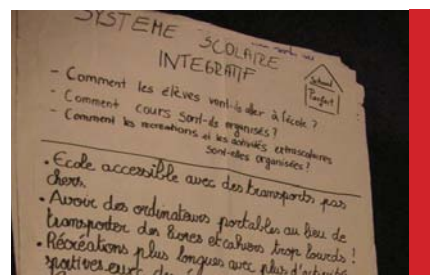 SYSTEME SCOLAIRE
INTEGRATIF
School
Parfait
- Comment les élèves vont-ils aller à l'école ?
- Comment cours sont-ils organisés ?
- Comment les recreations et les activités extrascolaires
sont-elles organisées ?
• Ecole accessible avec des transports pas
chers.
• Avoir des ordinateurs portables au lieu de
transporter des livres et cahiers trop lourds !
• Récréations plus longues avec plus d'activités
sportives